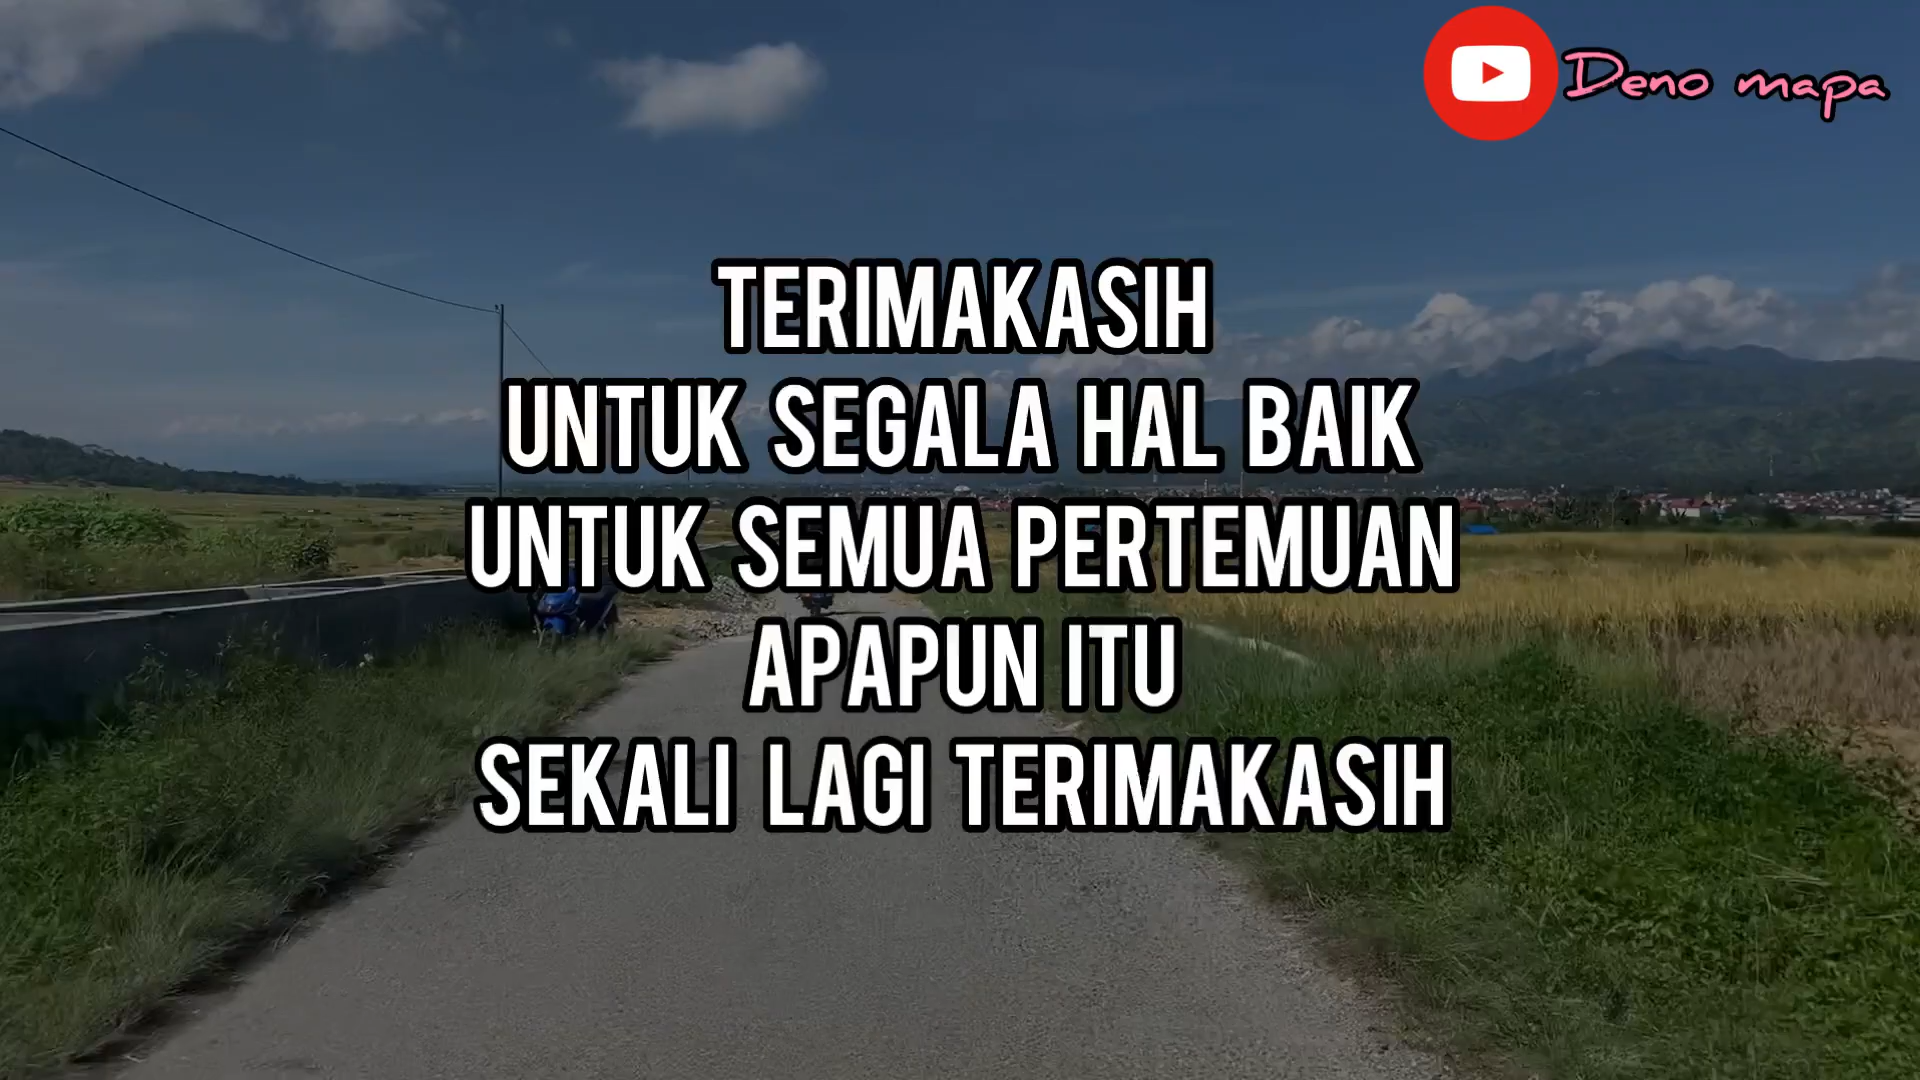 Deno mapa
TERIMAKASIH
UNTUK SEGALA HAL BAIK
UNTUK SEMUA PERTEMUAN
APAPUN ITU
SEKALI LAGI TERIMAKASIH